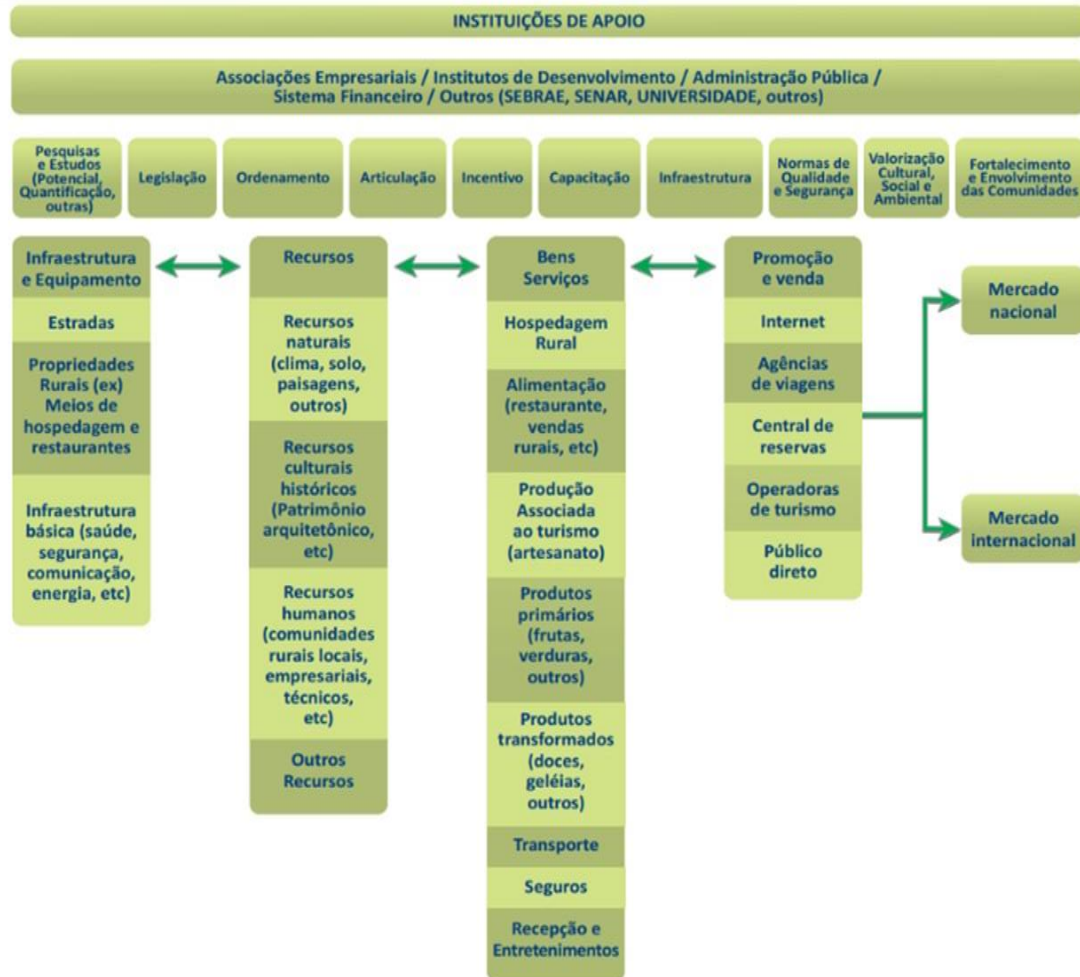 INSTITUIÇÕES DE APOIO
Associações Empresariais / Institutos de Desenvolvimento / Administração Pública /
Sistema Financeiro / Outros (SEBRAE, SENAR, UNIVERSIDADE, outros)
Pesquisas
e Estudos
(Potencial,
Quantificação,
outras)
Legislação
Ordenamento
Articulação
Incentivo
Capacitação
Infraestrutura
Normas de
Qualidade
e Segurança
Valorização
Cultural,
Social e
Ambiental
Fortalecimento
e Envolvimento
das Comunidades
Infraestrutura
e Equipamento
Estradas
Propriedades
Rurais (ex)
Meios de
hospedagem e
restaurantes
Infraestrutura
básica (saúde,
segurança,
comunicação,
energia, etc)
Recursos
Recursos
naturais
(clima, solo,
paisagens,
outros)
Recursos
culturais
históricos
(Patrimônio
arquitetônico,
etc)
Recursos
humanos
(comunidades
rurais locais,
empresariais,
técnicos,
etc)
Outros
Recursos
Bens
Serviços
Hospedagem
Rural
Alimentação
(restaurante,
vendas
rurais, etc)
Produção
Associada
ao turismo
(artesanato)
Produtos
primários
(frutas,
verduras,
outros)
Produtos
transformados
(doces,
geléias,
outros)
Transporte
Seguros
Recepção e
Entretenimentos
Promoção
e venda
Internet
Agências
de viagens
Central de
reservas
Operadoras
de turismo
Público
direto
Mercado
nacional
Mercado
internacional